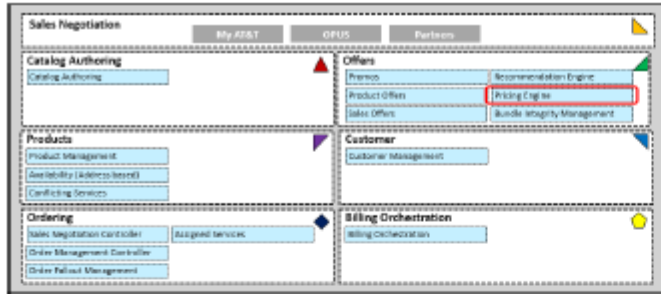 Sales Negotiation
My AT&T
OPUS
Partners
Catalog Authoring
Catalog Authoring
Offers
Promos
Recommendation Engine
Product Offers
Pricing Engine
Sales Offers
Bundle Integrity Management
Products
Product Management
Availability (Address based)
Conflicting Services
Customer
Customer Management
Ordering
Sales Negotiation Controller
Assigned Services
Order Management Controller
Order Fallout Management
Billing Orchestration
Billing Orchestration